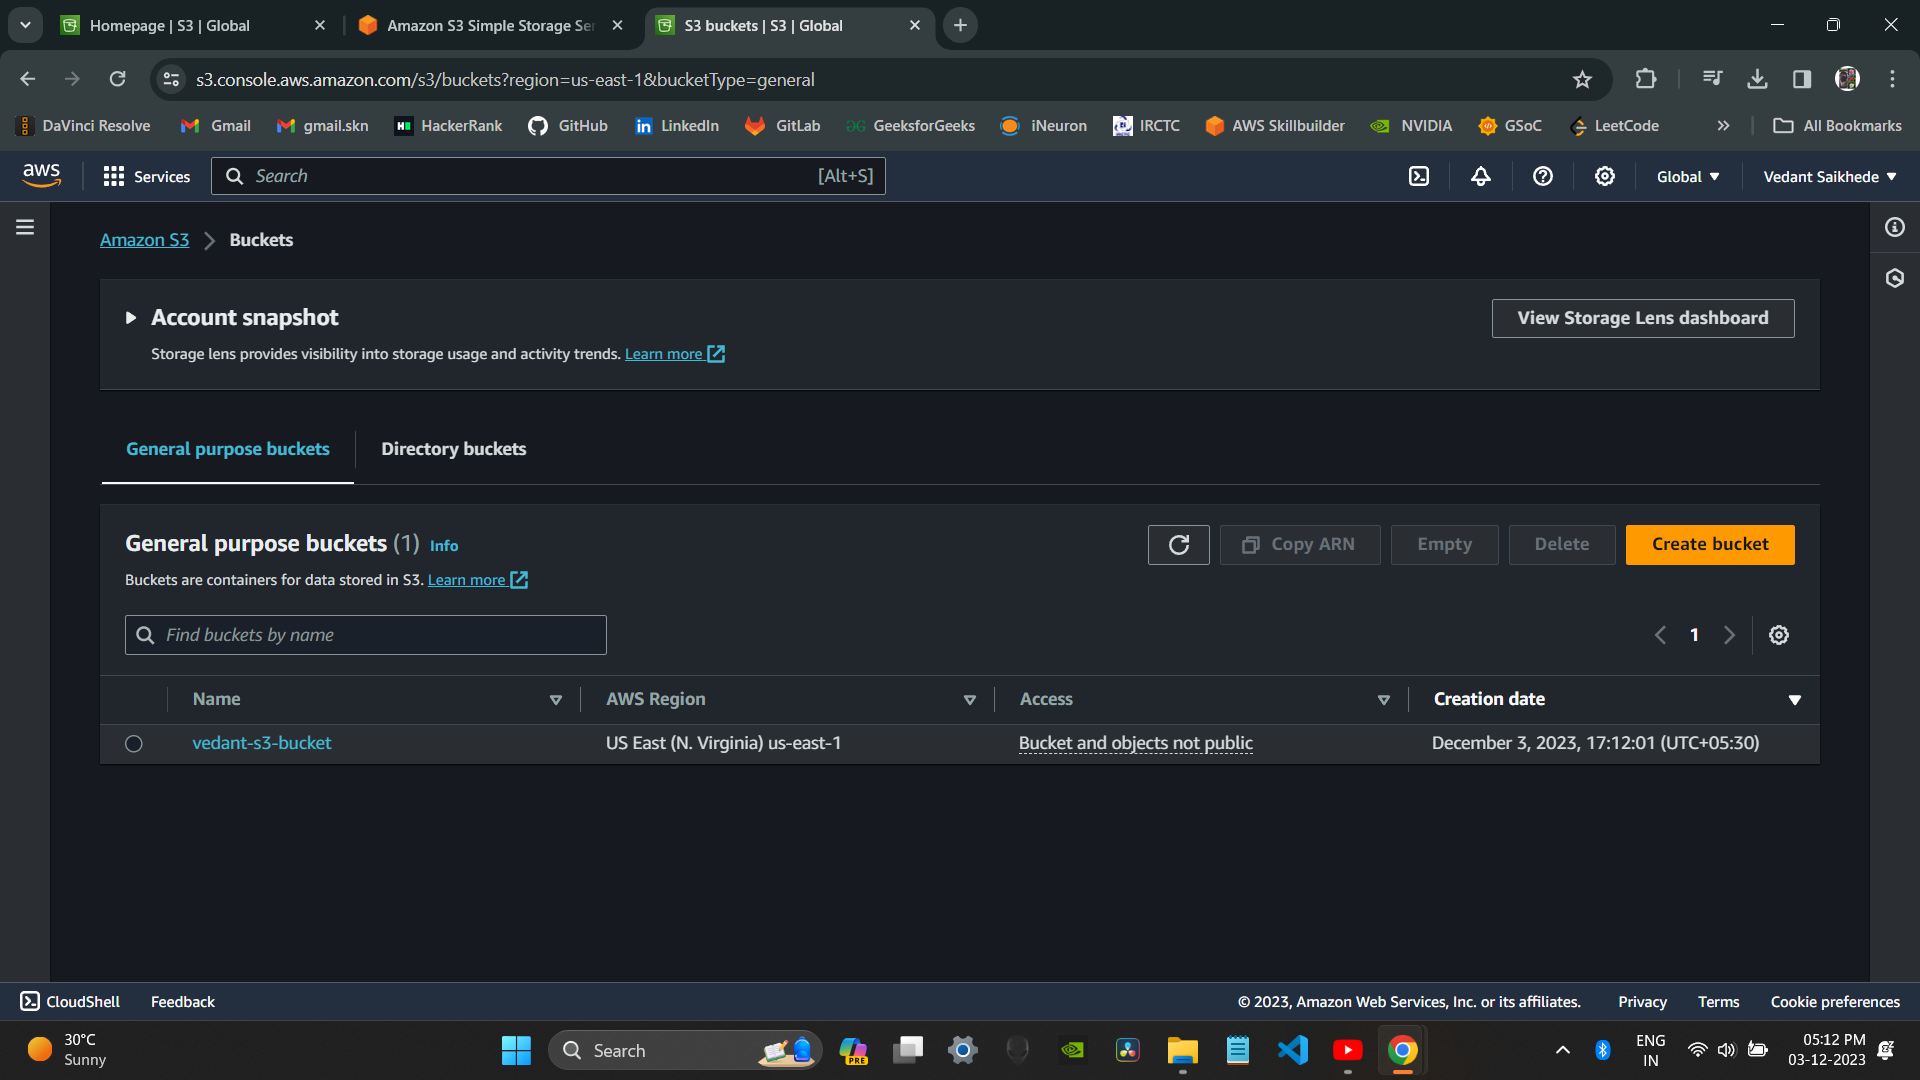 Homepage | S3 | Global
Amazon S3 Simple Storage Ser
S3 buckets | S3 | Global
s3.console.aws.amazon.com/s3/buckets?region=us-east-1&bucketType=general
DaVinci Resolve
Gmail
gmail.skn
HackerRank
GitHub
LinkedIn
GitLab
GeeksforGeeks
iNeuron
IRCTC
AWS Skillbuilder
NVIDIA
GSoC
LeetCode
All Bookmarks
aws
Services
Search
[Alt+S]
Global
Vedant Saikhede
Amazon S3
Buckets
Account snapshot
View Storage Lens dashboard
Storage lens provides visibility into storage usage and activity trends. Learn more
General purpose buckets
Directory buckets
General purpose buckets (1) Info
Copy ARN
Empty
Delete
Create bucket
Buckets are containers for data stored in S3. Learn more
Find buckets by name
1
Name
AWS Region
Access
Creation date
vedant-s3-bucket
US East (N. Virginia) us-east-1
Bucket and objects not public
December 3, 2023, 17:12:01 (UTC+05:30)
CloudShell
Feedback
© 2023, Amazon Web Services, Inc. or its affiliates.
Privacy
Terms
Cookie preferences
30°C
Sunny
Search
PRE
ENG
IN
05:12 PM
03-12-2023